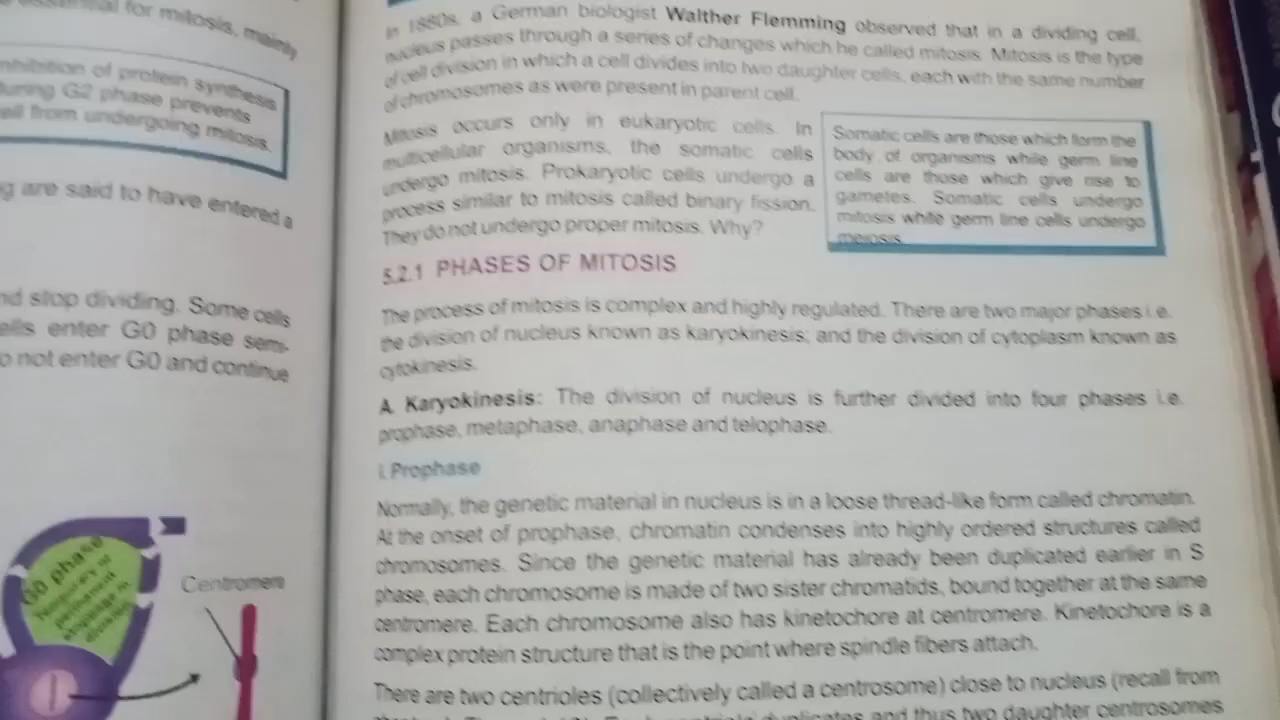 essential for mitosis, mainly
nhibition of protein synthesis
during G2 phase prevents
cell from undergoing mitosis.
g are said to have entered a
nd stop dividing. Some cells
ells enter G0 phase semi-
o not enter G0 and continue
G0 phase
Centromere
In 1880s, a German biologist Walther Flemming observed that in a dividing cell,
nucleus passes through a series of changes which he called mitosis. Mitosis is the type
of cell division in which a cell divides into two daughter cells, each with the same number
of chromosomes as were present in parent cell.
Mitosis occurs only in eukaryotic cells. In
multicellular organisms, the somatic cells
undergo mitosis. Prokaryotic cells undergo a
process similar to mitosis called binary fission.
They do not undergo proper mitosis. Why?
Somatic cells are those which form the
body of organisms while germ line
cells are those which give rise to
gametes. Somatic cells undergo
mitosis while germ line cells undergo
meiosis.
5.2.1 PHASES OF MITOSIS
The process of mitosis is complex and highly regulated. There are two major phases i.e.
the division of nucleus known as karyokinesis; and the division of cytoplasm known as
cytokinesis.
A. Karyokinesis: The division of nucleus is further divided into four phases i.e.
prophase, metaphase, anaphase and telophase.
i. Prophase
Normally, the genetic material in nucleus is in a loose thread-like form called chromatin.
At the onset of prophase, chromatin condenses into highly ordered structures called
chromosomes. Since the genetic material has already been duplicated earlier in S
phase, each chromosome is made of two sister chromatids, bound together at the same
centromere. Each chromosome also has kinetochore at centromere. Kinetochore is a
complex protein structure that is the point where spindle fibers attach.
There are two centrioles (collectively called a centrosome) close to nucleus (recall from
duplicates and thus two daughter centrosomes